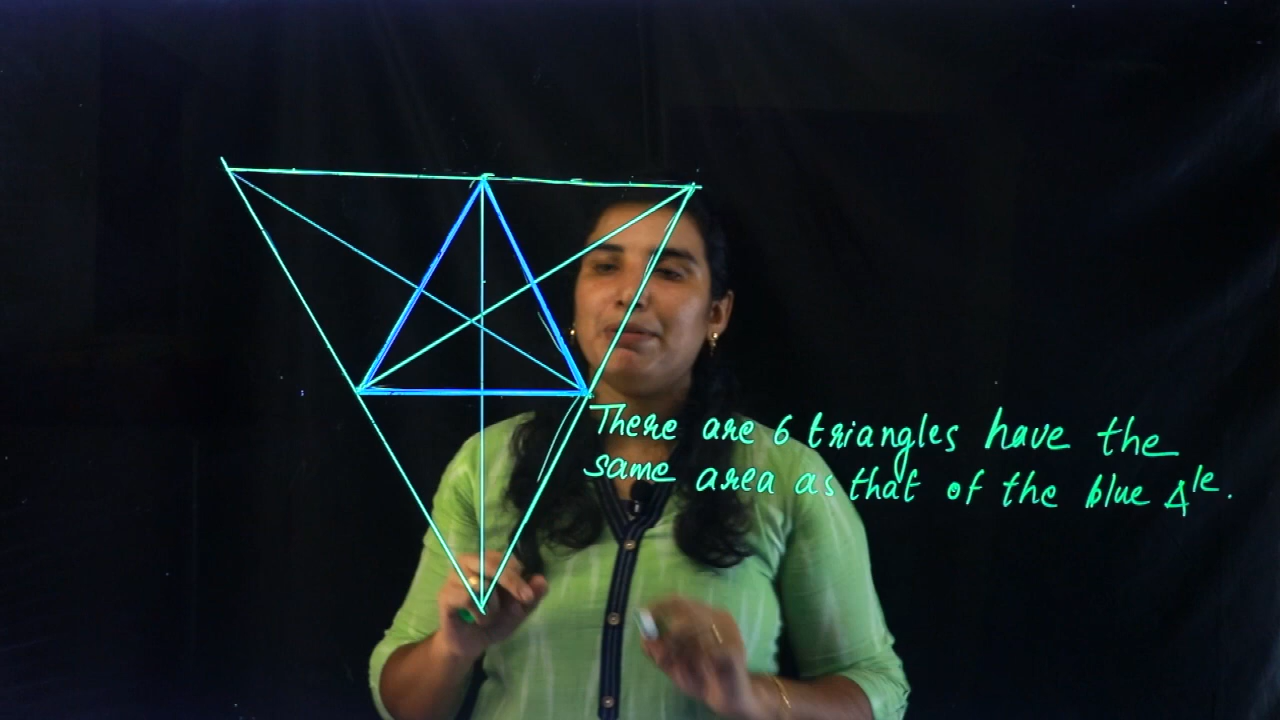 There are 6 triangles have the
same area as that of the blue Δle.